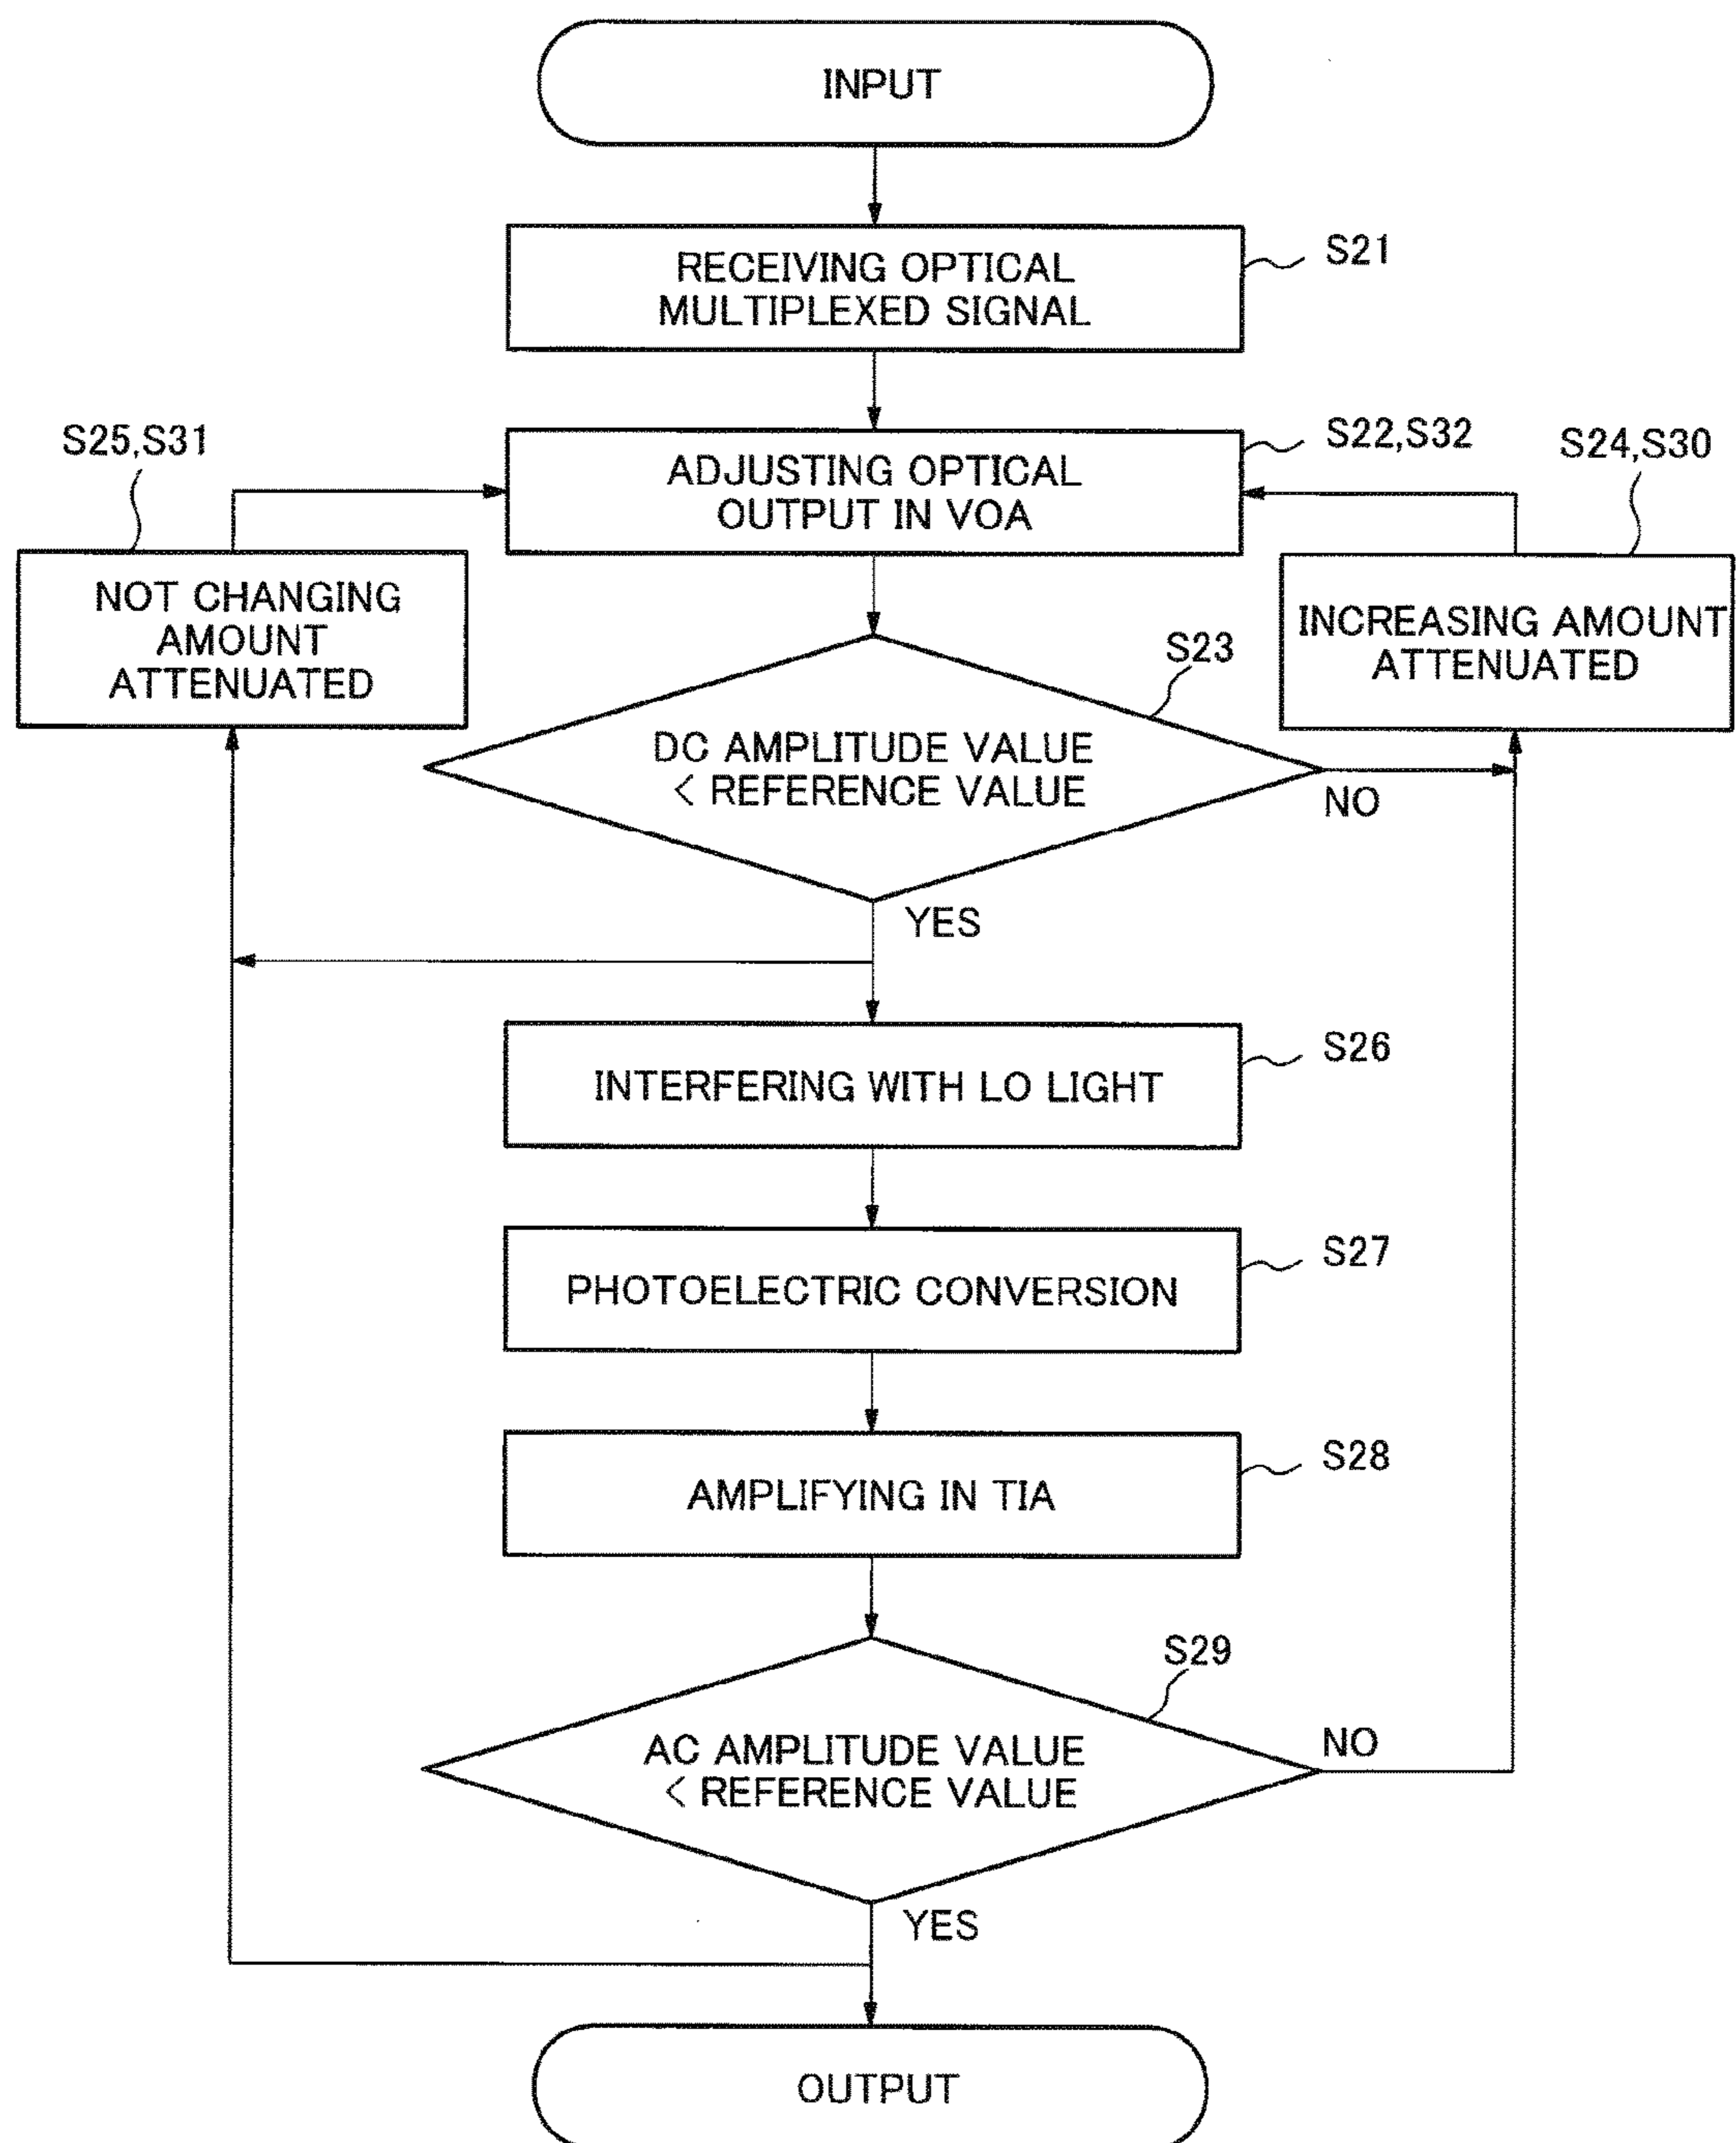 INPUT
RECEIVING OPTICAL
MULTIPLEXED SIGNAL
S21
S25,S31
ADJUSTING OPTICAL
OUTPUT IN VOA
S22,S32
S24,S30
NOT CHANGING
AMOUNT
ATTENUATED
INCREASING AMOUNT
ATTENUATED
S23
DC AMPLITUDE VALUE
< REFERENCE VALUE
NO
YES
INTERFERING WITH LO LIGHT
S26
PHOTOELECTRIC CONVERSION
S27
AMPLIFYING IN TIA
S28
S29
AC AMPLITUDE VALUE
< REFERENCE VALUE
NO
YES
OUTPUT